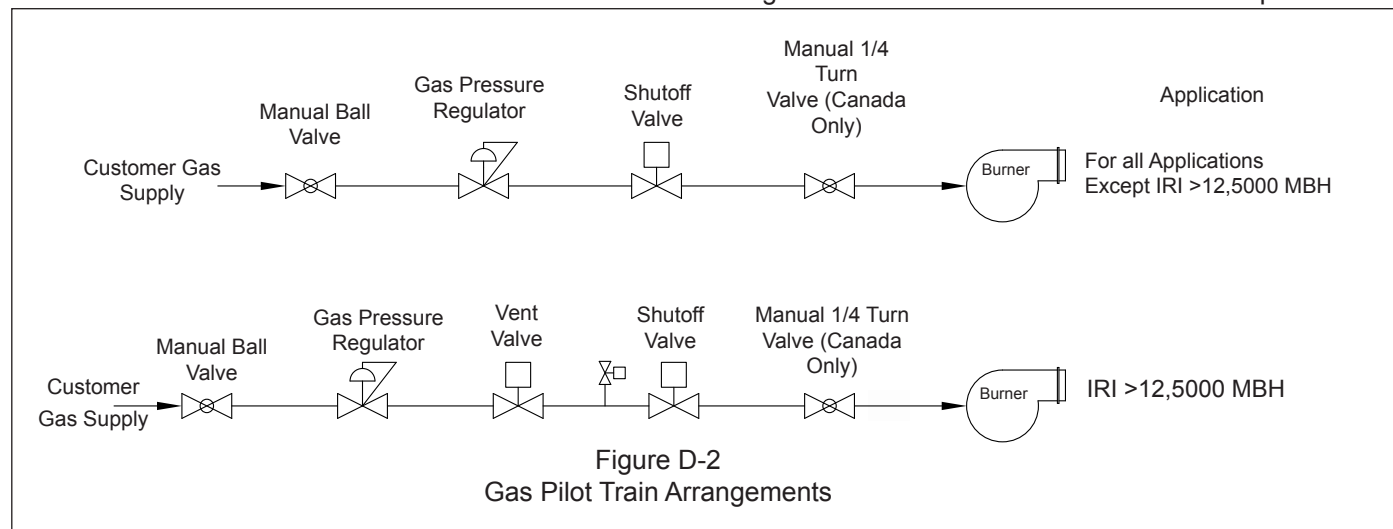 Manual 1/4
Turn
Valve (Canada
Only)
Gas Pressure
Regulator
Shutoff
Valve
Application
Manual Ball
Valve
Customer Gas
Supply
Burner
For all Applications
Except IRI >12,5000 MBH
Vent
Valve
Shutoff
Valve
Manual 1/4 Turn
Valve (Canada
Only)
Gas Pressure
Regulator
Manual Ball
Valve
Customer
Gas Supply
Burner
IRI >12,5000 MBH
Figure D-2
Gas Pilot Train Arrangements